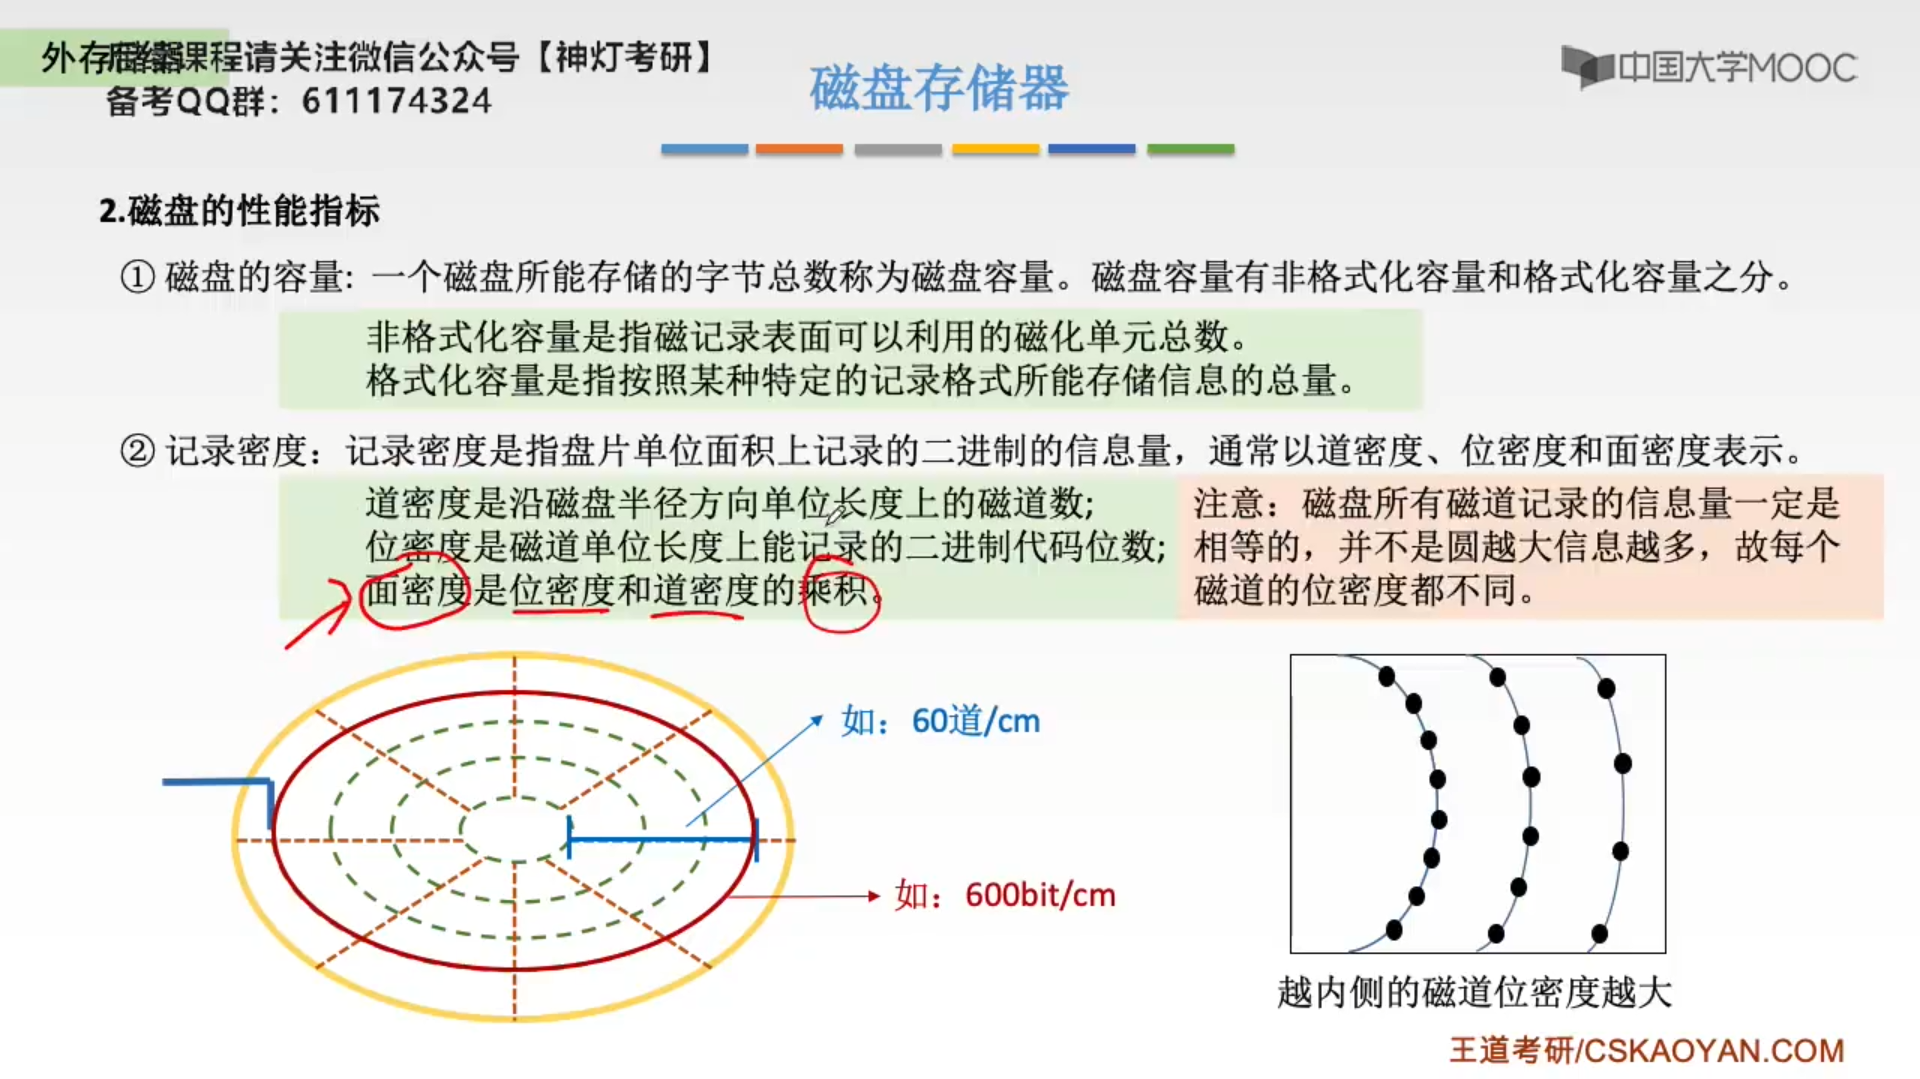 外存储器课程请关注微信公众号【神灯考研】
备考QQ群：611174324
磁盘存储器
中国大学MOOC
2.磁盘的性能指标
① 磁盘的容量：一个磁盘所能存储的字节总数称为磁盘容量。磁盘容量有非格式化容量和格式化容量之分。
非格式化容量是指磁记录表面可以利用的磁化单元总数。
格式化容量是指按照某种特定的记录格式所能存储信息的总量。
② 记录密度：记录密度是指盘片单位面积上记录的二进制的信息量，通常以道密度、位密度和面密度表示。
道密度是沿磁盘半径方向单位长度上的磁道数；
位密度是磁道单位长度上能记录的二进制代码位数；
面密度是位密度和道密度的乘积。
注意：磁盘所有磁道记录的信息量一定是
相等的，并不是圆越大信息越多，故每个
磁道的位密度都不同。
如：60道/cm
如：600bit/cm
越内侧的磁道位密度越大
王道考研/CSKAOYAN.COM